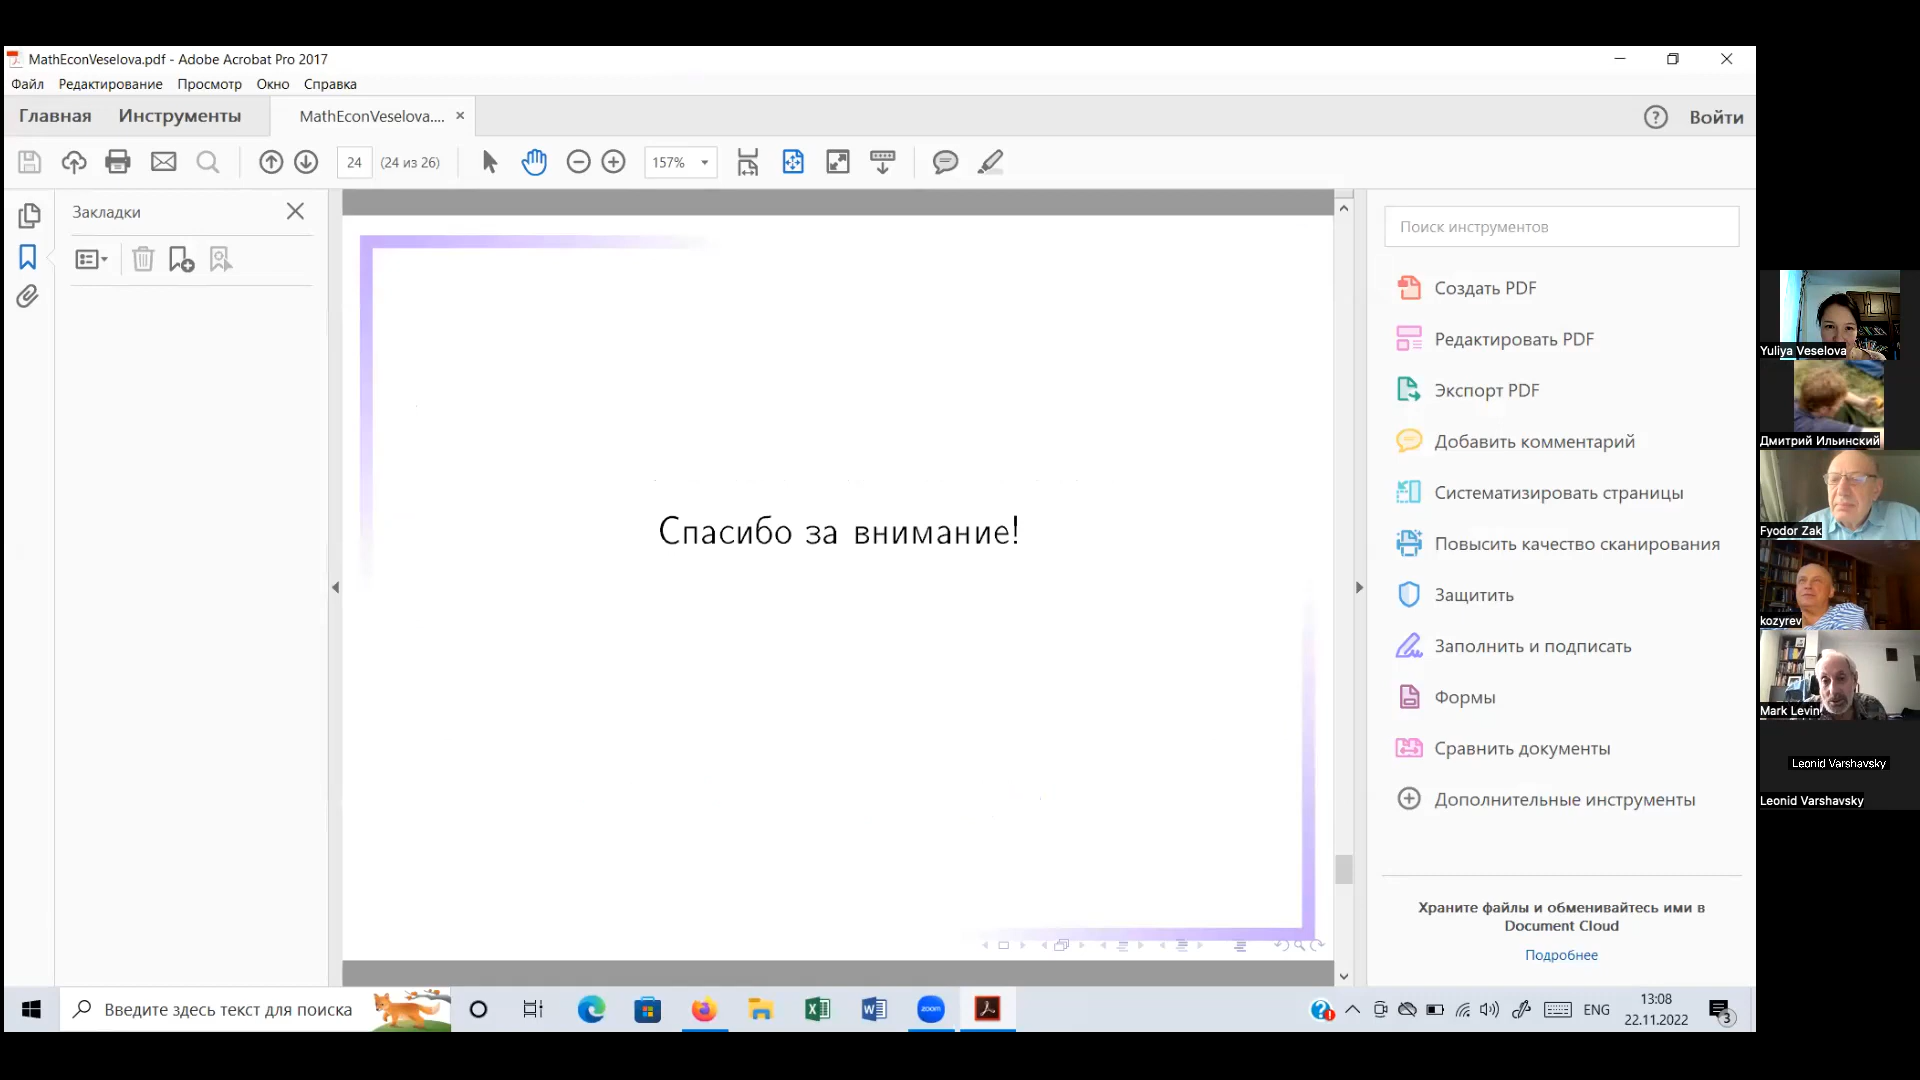 MathEconVeselova.pdf - Adobe Acrobat Pro 2017
Файл Редактирование Просмотр Окно Справка
Главная Инструменты MathEconVeselova.... × Войти
24 (24 из 26) 157%
Закладки
Поиск инструментов
Создать PDF
Редактировать PDF
Экспорт PDF
Добавить комментарий
Систематизировать страницы
Повысить качество сканирования
Защитить
Заполнить и подписать
Формы
Сравнить документы
Дополнительные инструменты
Храните файлы и обменивайтесь ими в
Document Cloud
Подробнее
Спасибо за внимание!
Yuliya Veselova
Дмитрий Ильинский
Fyodor Zak
kozyrev
Mark Levin
Leonid Varshavsky
Leonid Varshavsky
Введите здесь текст для поиска
zoom
ENG
13:08
22.11.2022
3